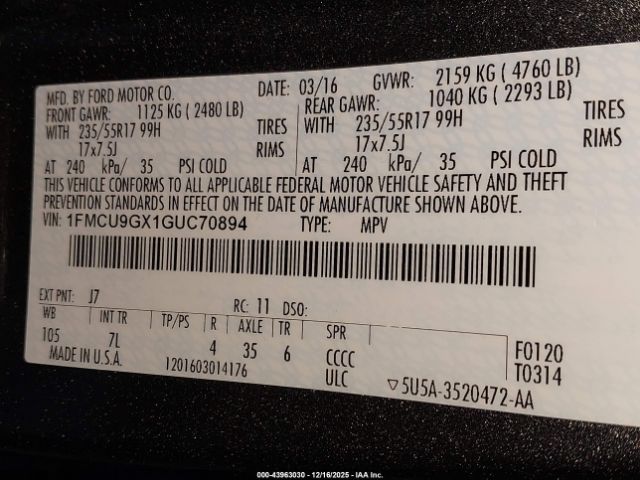 MFD. BY FORD MOTOR CO. DATE: 03/16 GVWR: 2159 KG ( 4760 LB)
FRONT GAWR: 1125 KG ( 2480 LB) REAR GAWR: 1040 KG ( 2293 LB)
WITH 235/55R17 99H TIRES WITH 235/55R17 99H TIRES
17x7.5J RIMS 17x7.5J RIMS
AT 240 kPa/ 35 PSI COLD AT 240 kPa/ 35 PSI COLD
THIS VEHICLE CONFORMS TO ALL APPLICABLE FEDERAL MOTOR VEHICLE SAFETY AND THEFT
PREVENTION STANDARDS IN EFFECT ON THE DATE OF MANUFACTURE SHOWN ABOVE.
VIN: 1FMCU9GX1GUC70894 TYPE: MPV
EXT PNT: J7 RC: 11 DSO:
WB INT TR TP/PS R AXLE TR SPR
105 7L 4 35 6 CCCC F0120
MADE IN U.S.A. 1201603014176 ULC T0314
▽5U5A-3520472-AA
000-43963030 - 12/16/2025 - IAA Inc.